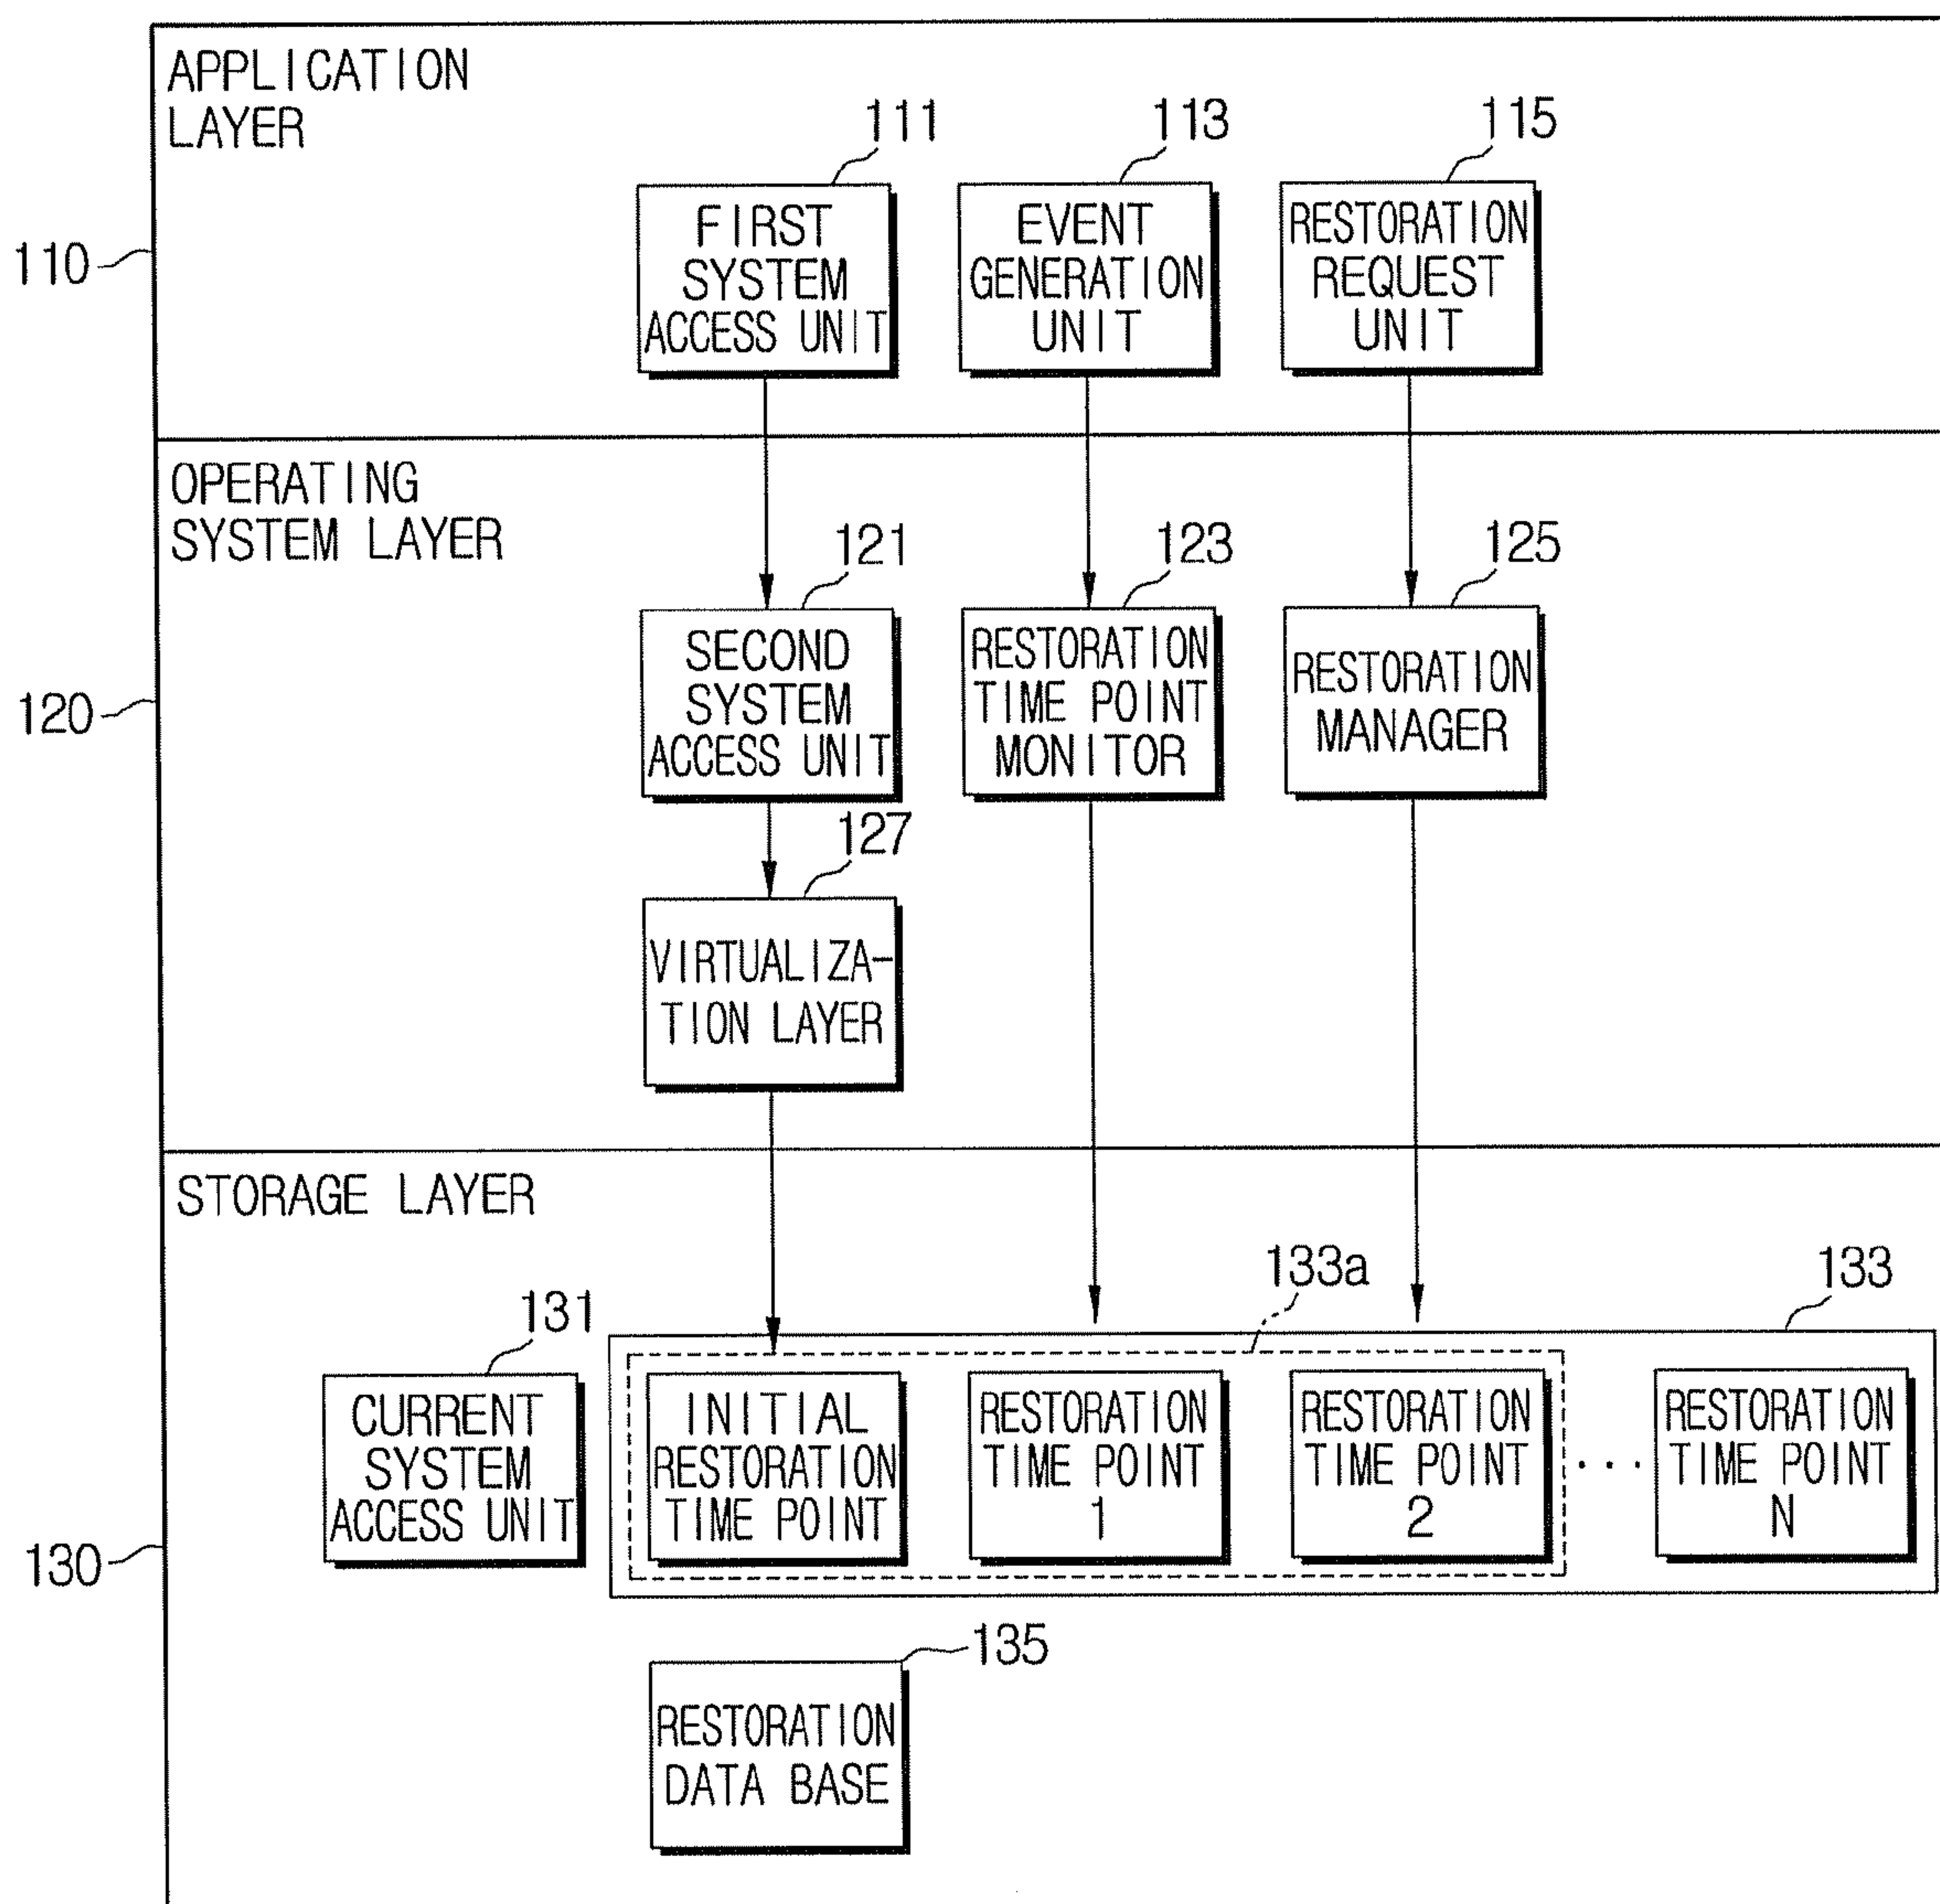 APPLICATION
LAYER
111
113
115
FIRST
SYSTEM
ACCESS UNIT
EVENT
GENERATION
UNIT
RESTORATION
REQUEST
UNIT
110
OPERATING
SYSTEM LAYER
121
123
125
SECOND
SYSTEM
ACCESS UNIT
RESTORATION
TIME POINT
MONITOR
RESTORATION
MANAGER
120
127
VIRTUALIZA-
TION LAYER
STORAGE LAYER
133a
133
131
CURRENT
SYSTEM
ACCESS UNIT
INITIAL
RESTORATION
TIME POINT
RESTORATION
TIME POINT
1
RESTORATION
TIME POINT
2
...
RESTORATION
TIME POINT
N
130
135
RESTORATION
DATA BASE